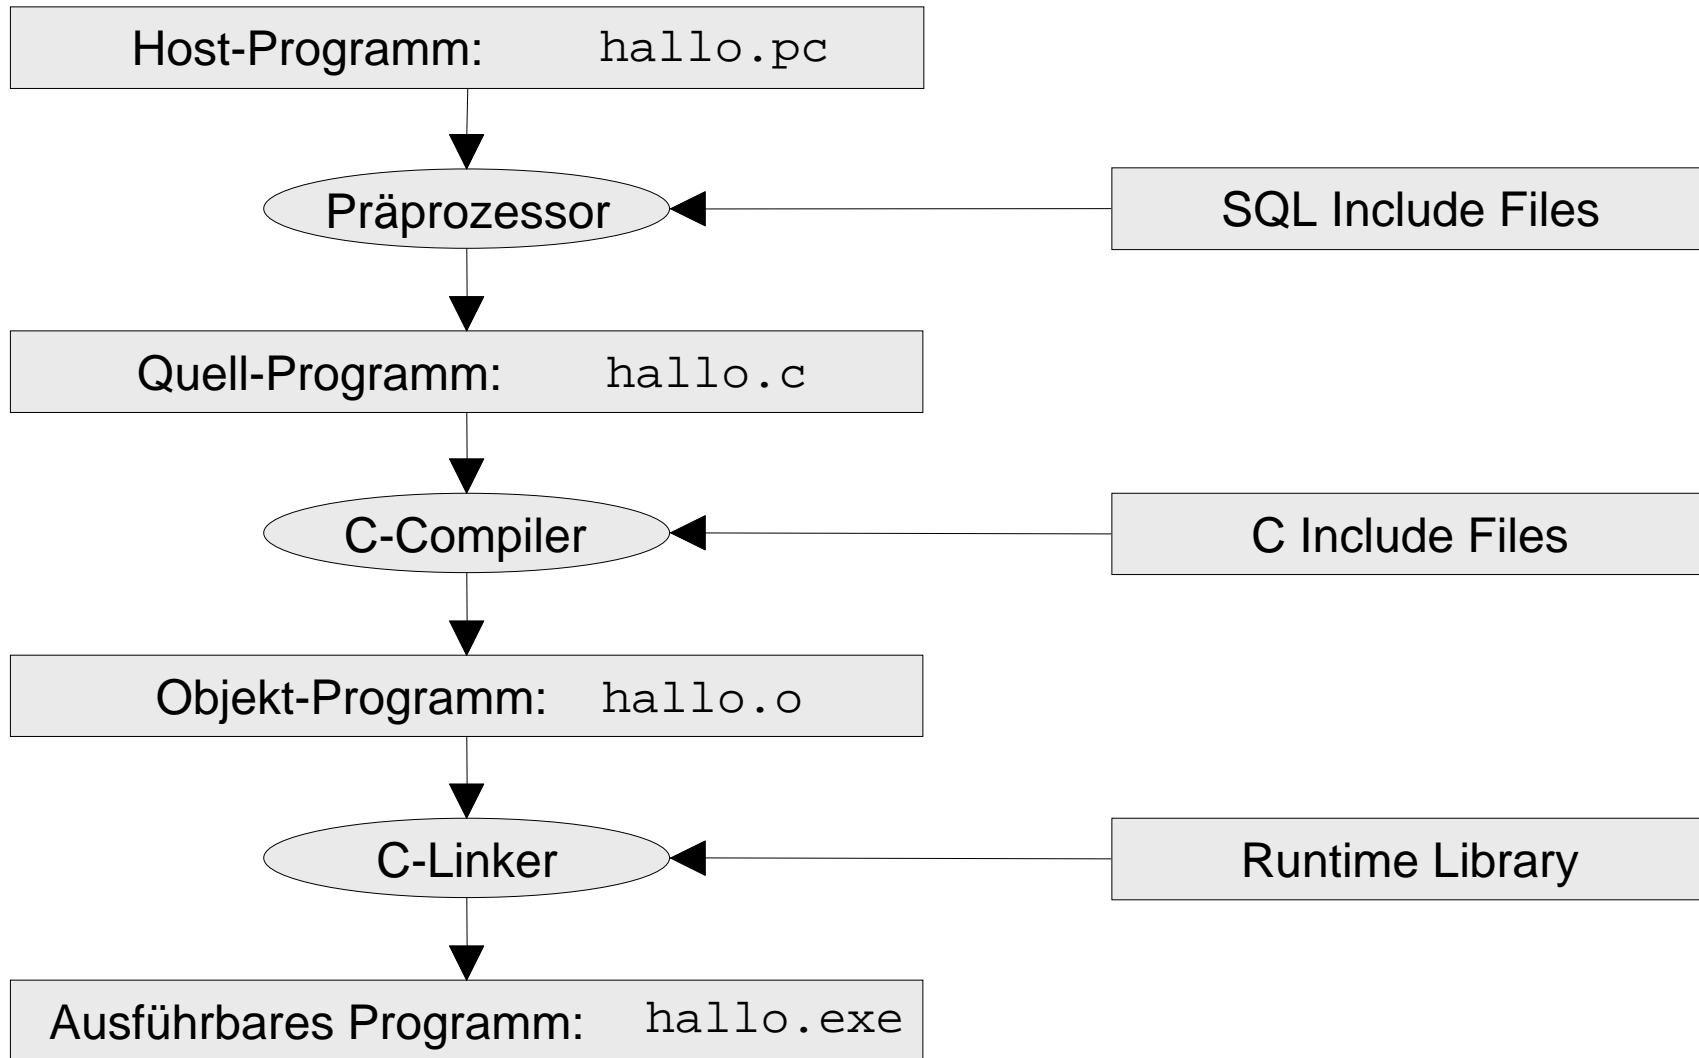 Host-Programm: hallo.pc
Präprozessor
SQL Include Files
Quell-Programm: hallo.c
C-Compiler
C Include Files
Objekt-Programm: hallo.o
C-Linker
Runtime Library
Ausführbares Programm: hallo.exe